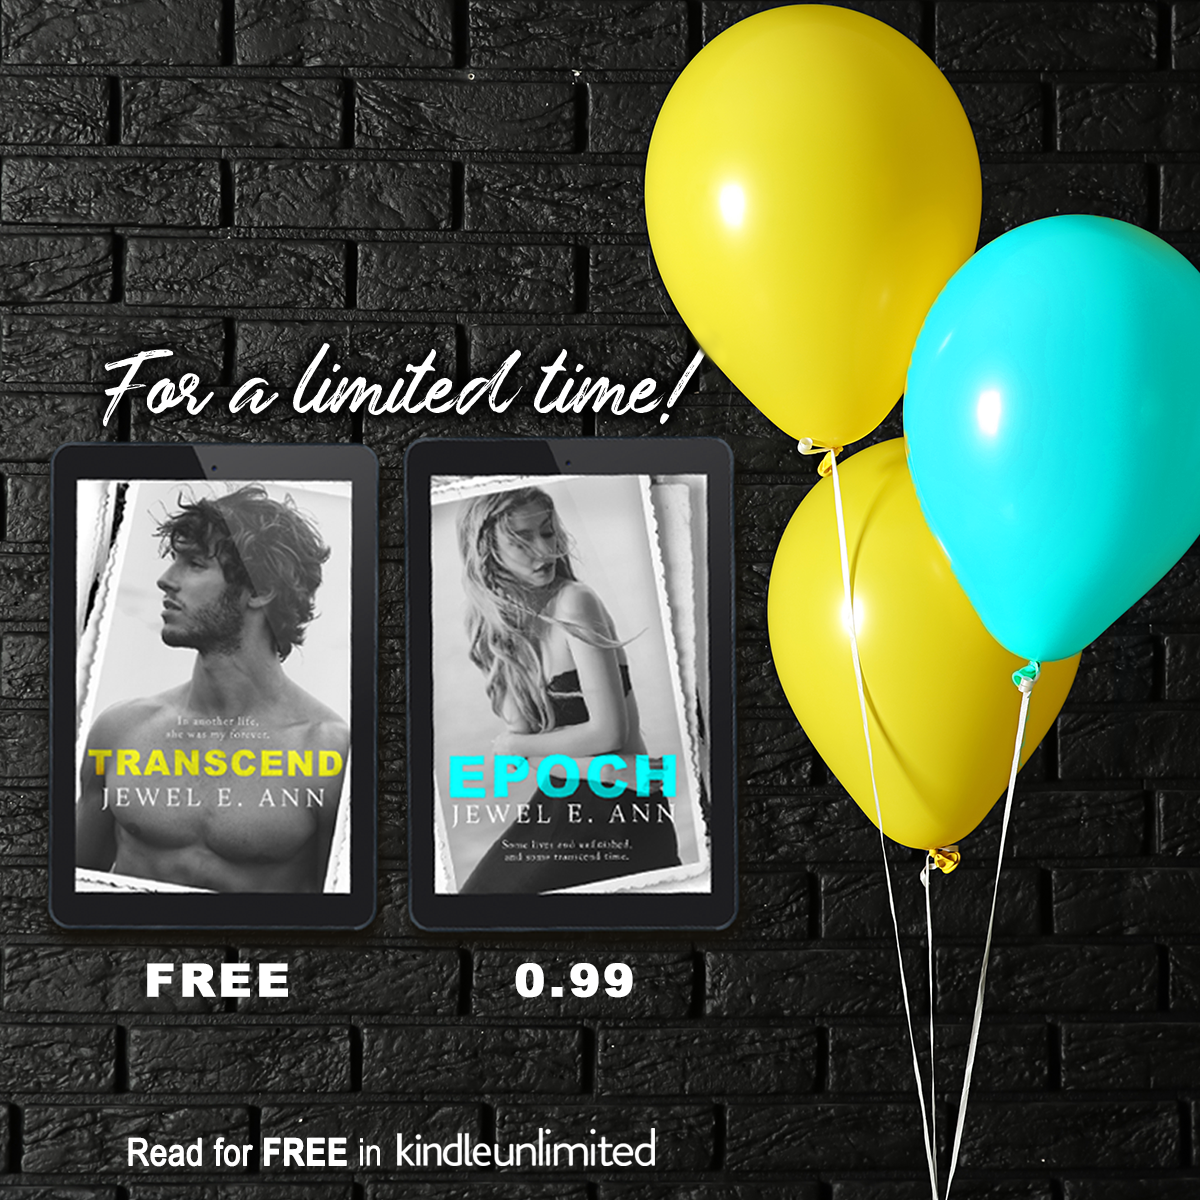 For a limited time!
In another life,
she was my forever.
TRANSCEND
JEWEL E. ANN
EPOCH
JEWEL E. ANN
Some lives end unfinished,
and some transcend time.
FREE
0.99
Read for FREE in kindleunlimited